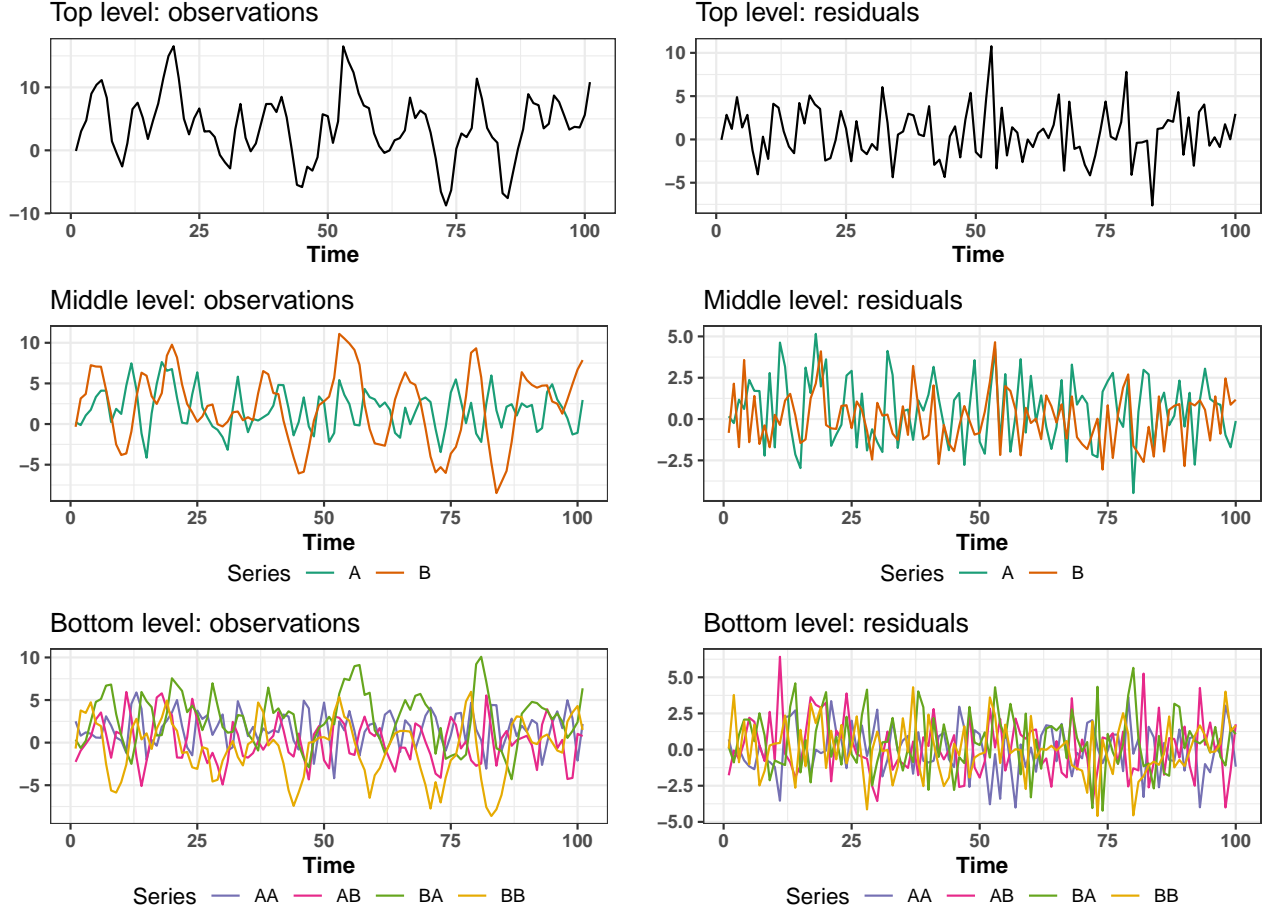 Top level: observations
10
0
−10
0 25 50 75 100
Time
Top level: residuals
10
5
0
−5
0 25 50 75 100
Time
Middle level: observations
10
5
0
−5
0 25 50 75 100
Time
Series A B
Middle level: residuals
5.0
2.5
0.0
−2.5
0 25 50 75 100
Time
Series A B
Bottom level: observations
10
5
0
−5
0 25 50 75 100
Time
Series AA AB BA BB
Bottom level: residuals
5.0
2.5
0.0
−2.5
−5.0
0 25 50 75 100
Time
Series AA AB BA BB